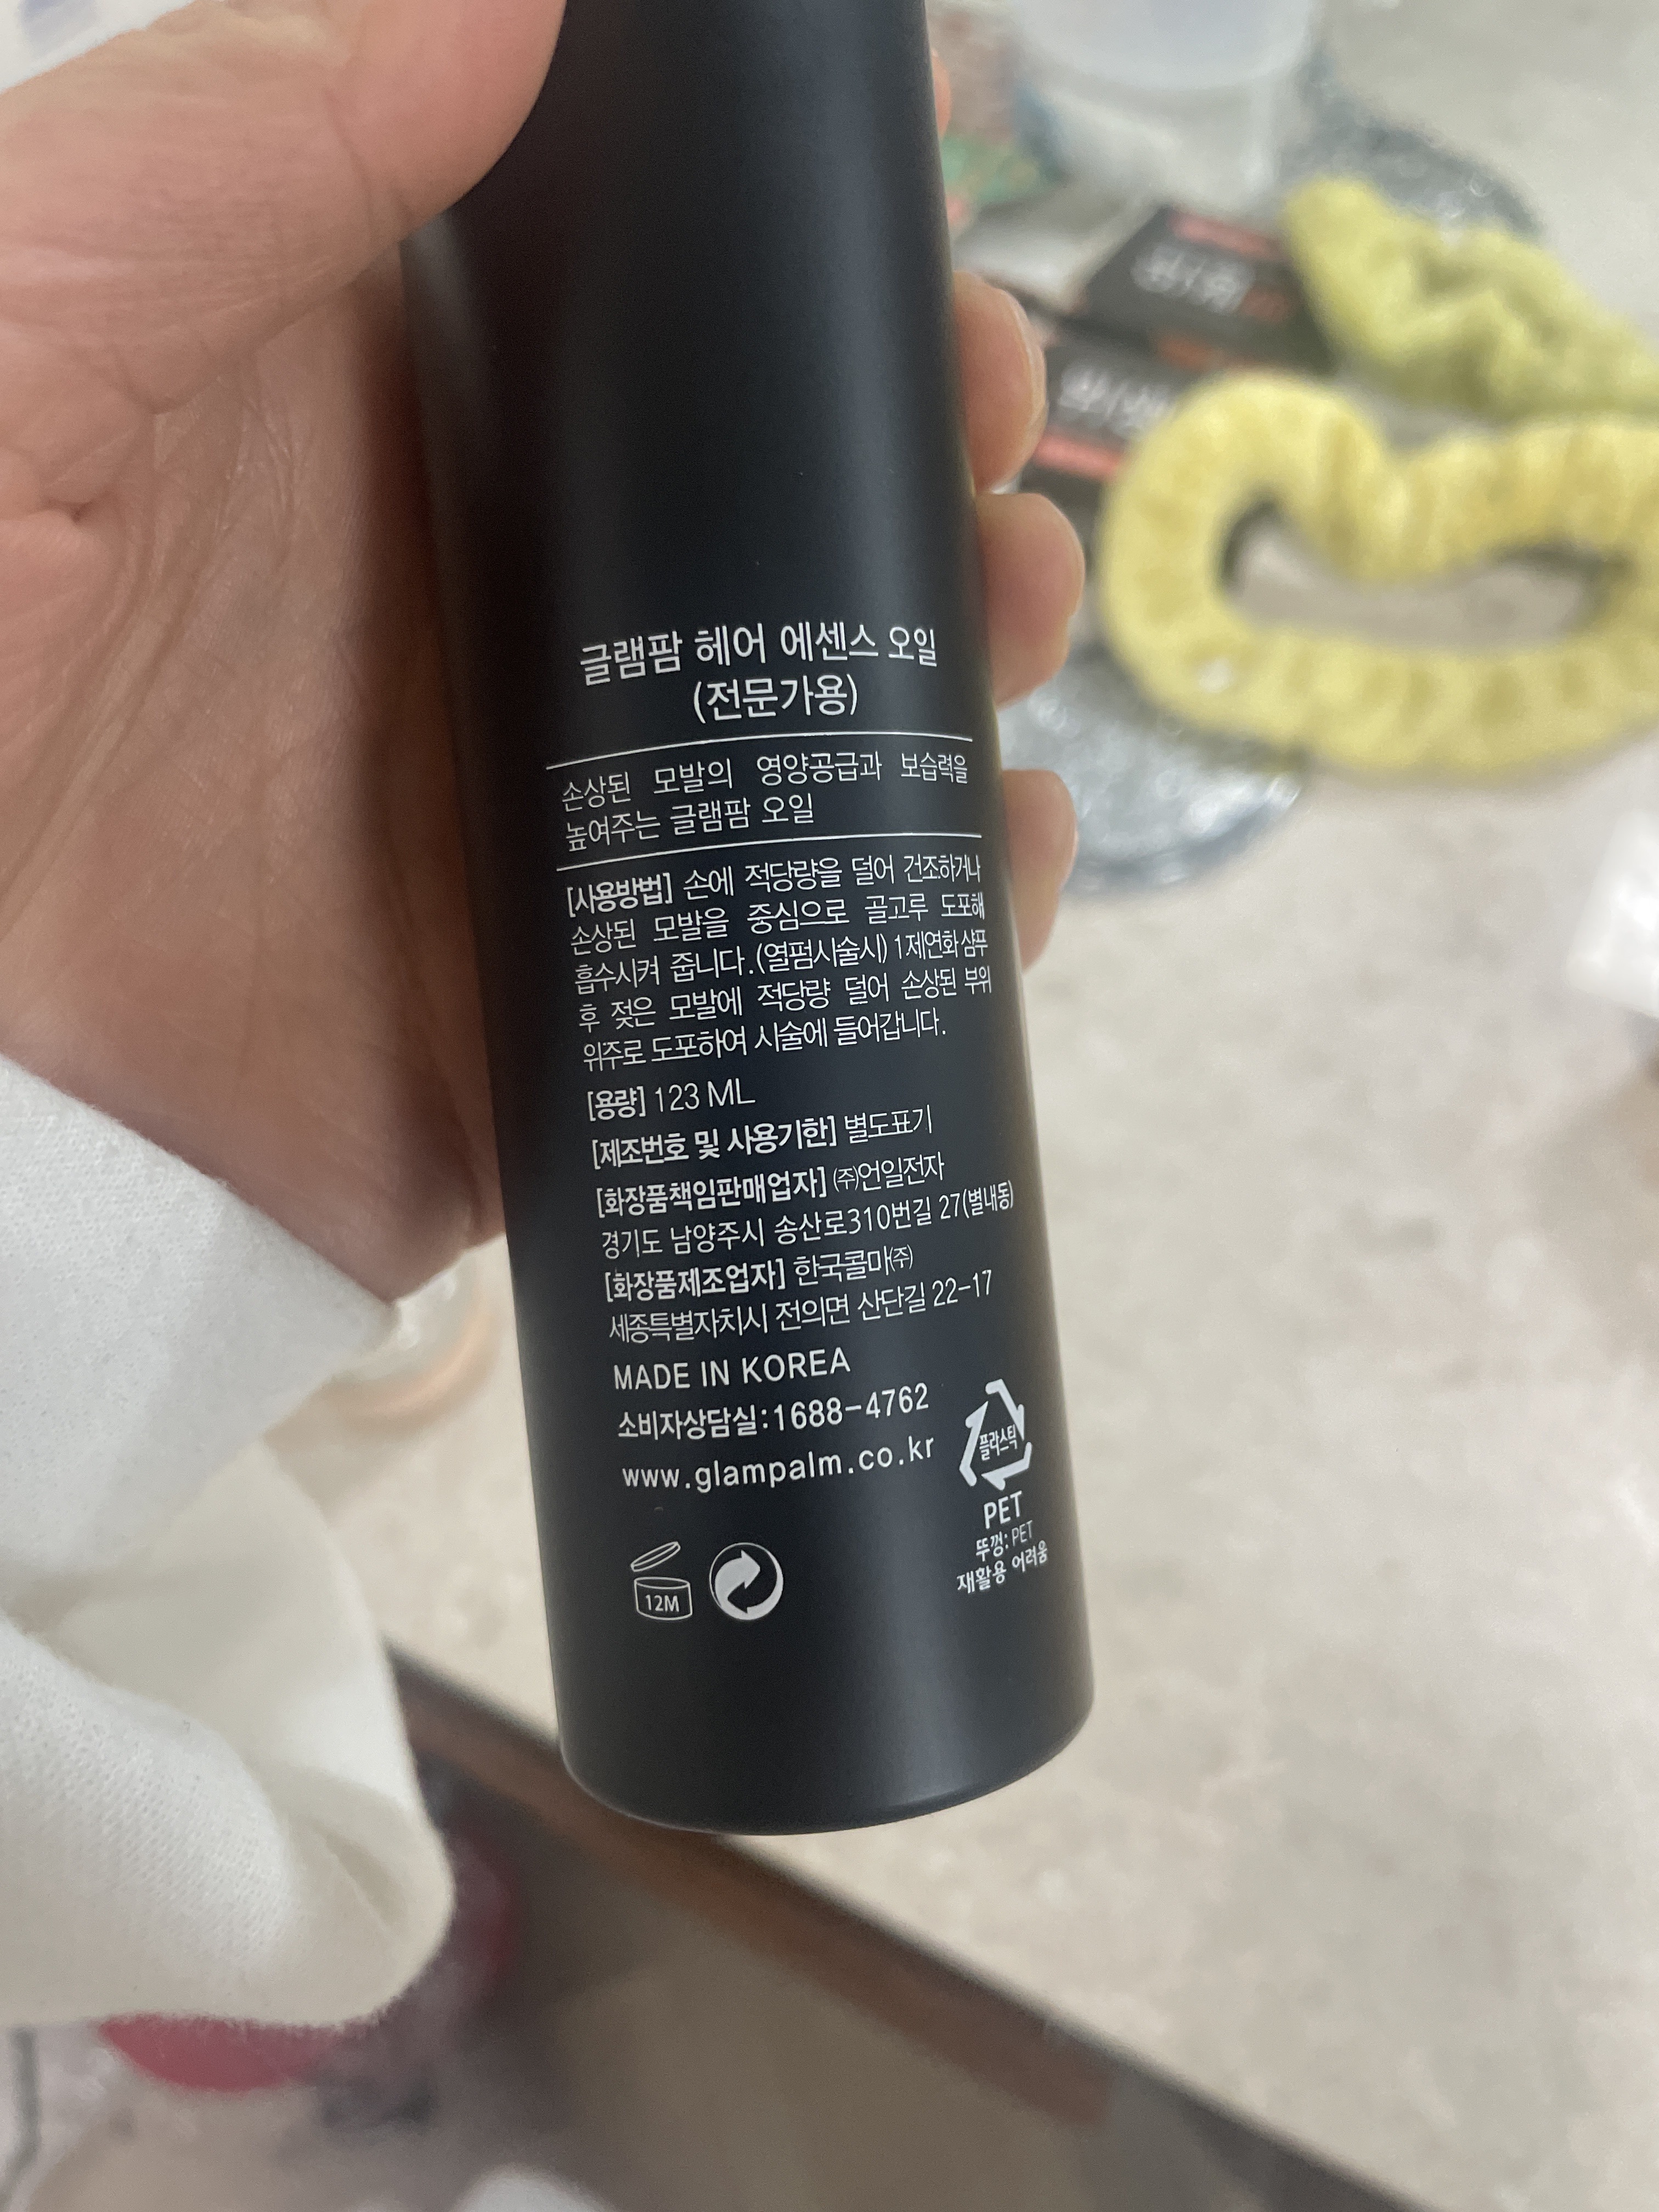 글램팜 헤어 에센스 오일
(전문가용)
손상된 모발의 영양공급과 보습력을
높여주는 글램팜 오일
[사용방법] 손에 적당량을 덜어 건조하거나
손상된 모발을 중심으로 골고루 도포해
흡수시켜 줍니다.(열펌시술시) 1제연화 샴푸
후 젖은 모발에 적당량 덜어 손상된 부위
위주로 도포하여 시술에 들어갑니다.
[용량] 123 ML
[제조번호 및 사용기한] 별도표기
[화장품책임판매업자] ㈜언일전자
경기도 남양주시 송산로310번길 27(별내동)
[화장품제조업자] 한국콜마㈜
세종특별자치시 전의면 산단길 22-17
MADE IN KOREA
소비자상담실:1688-4762
www.glampalm.co.kr
플라스틱
PET
뚜껑: PET
재활용 어려움
12M